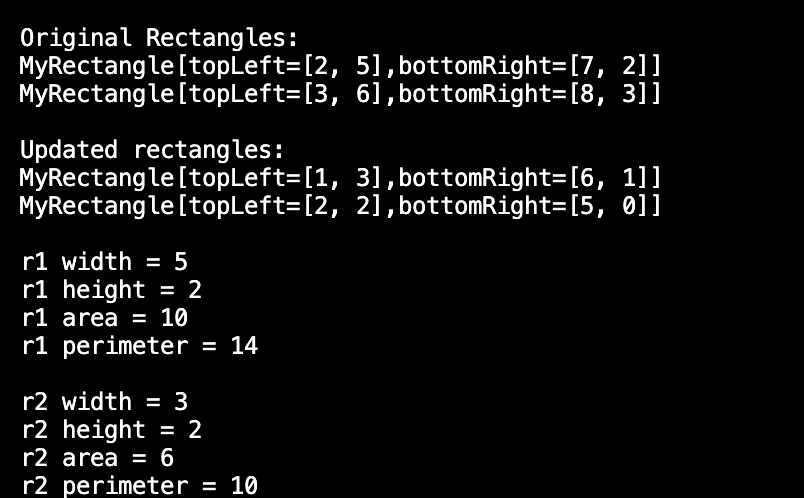 Original Rectangles:
MyRectangle[topLeft=[2, 5],bottomRight=[7, 2]]
MyRectangle[topLeft=[3, 6],bottomRight=[8, 3]]

Updated rectangles:
MyRectangle[topLeft=[1, 3],bottomRight=[6, 1]]
MyRectangle[topLeft=[2, 2],bottomRight=[5, 0]]

r1 width = 5
r1 height = 2
r1 area = 10
r1 perimeter = 14

r2 width = 3
r2 height = 2
r2 area = 6
r2 perimeter = 10